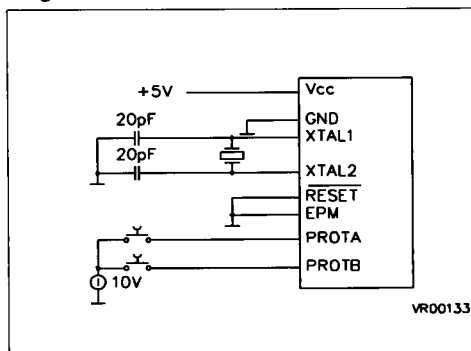 +5V
Vcc
GND
20pF
XTAL1
20pF
XTAL2
RESET
EPM
PROTA
PROTB
10V
VR00133